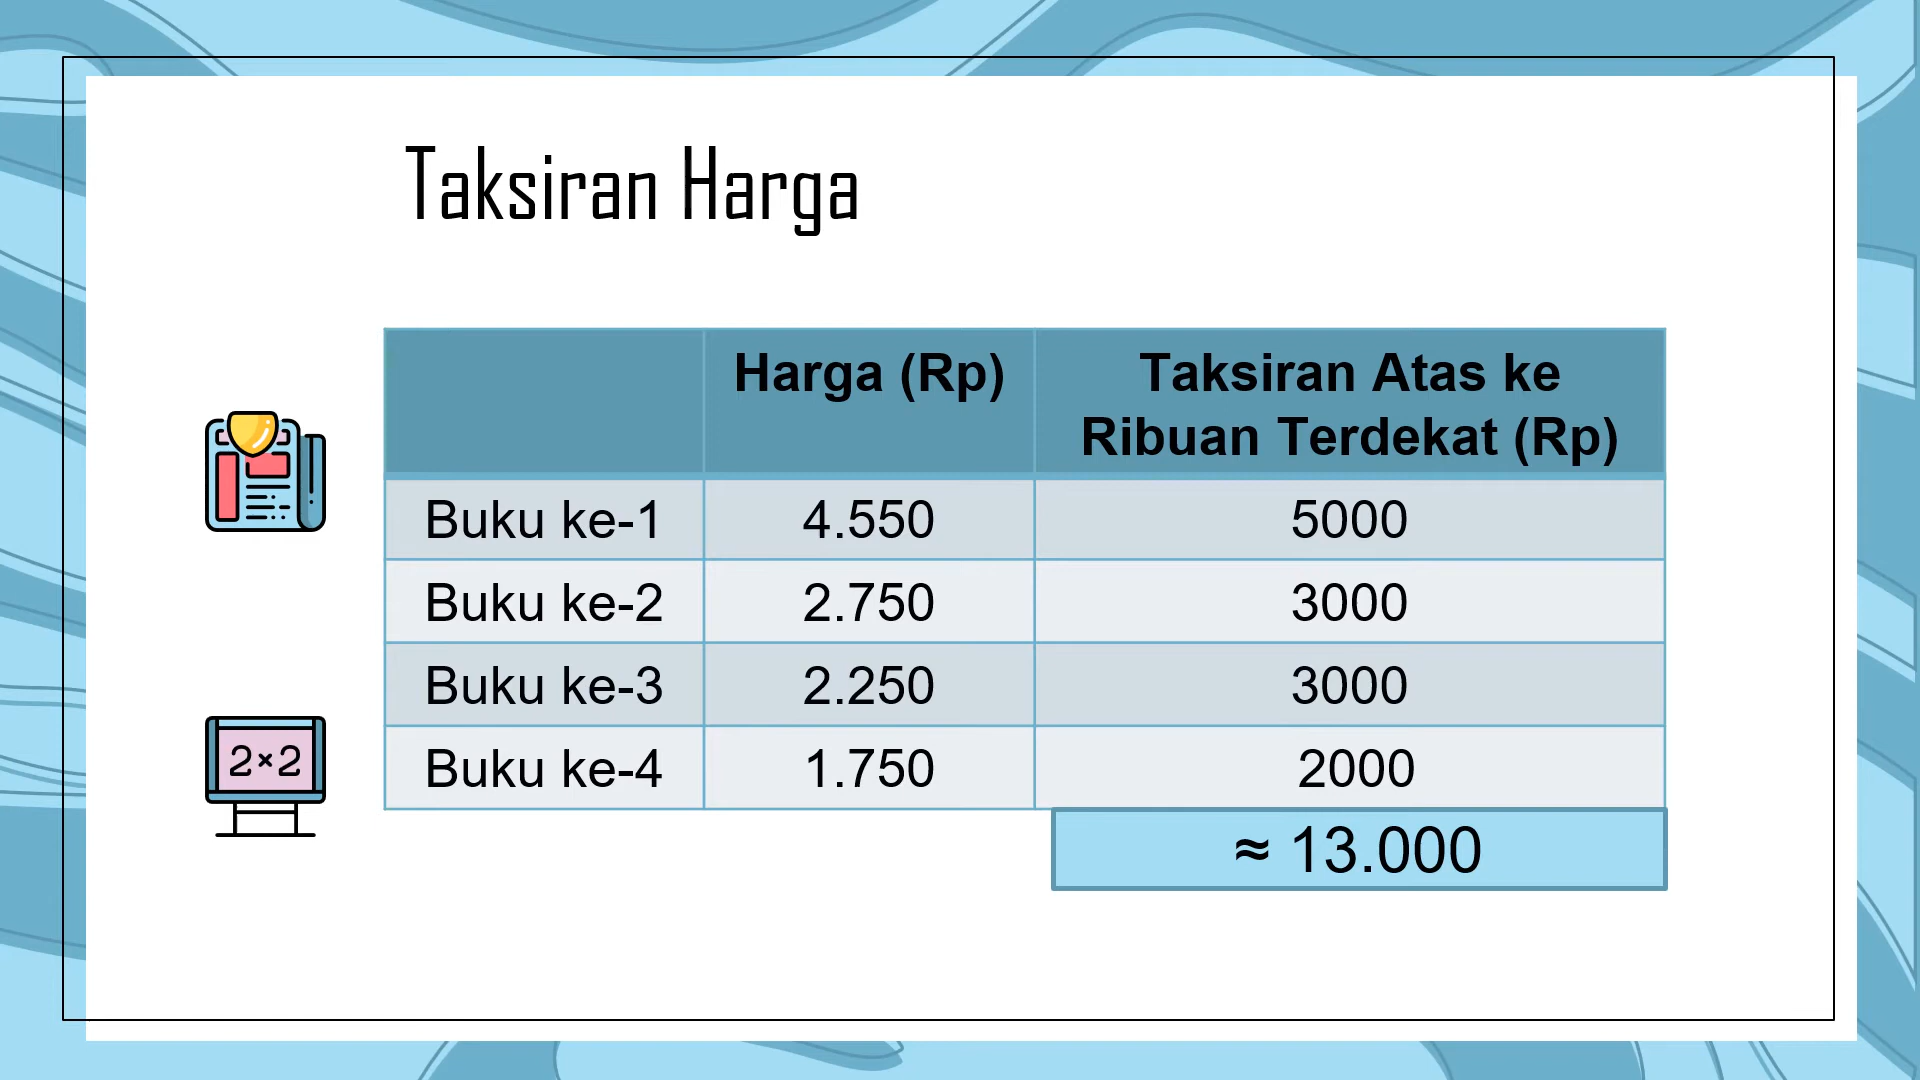 Taksiran Harga
Harga (Rp) Taksiran Atas ke
Ribuan Terdekat (Rp)
Buku ke-1 4.550 5000
Buku ke-2 2.750 3000
Buku ke-3 2.250 3000
2×2
Buku ke-4 1.750 2000
≈ 13.000